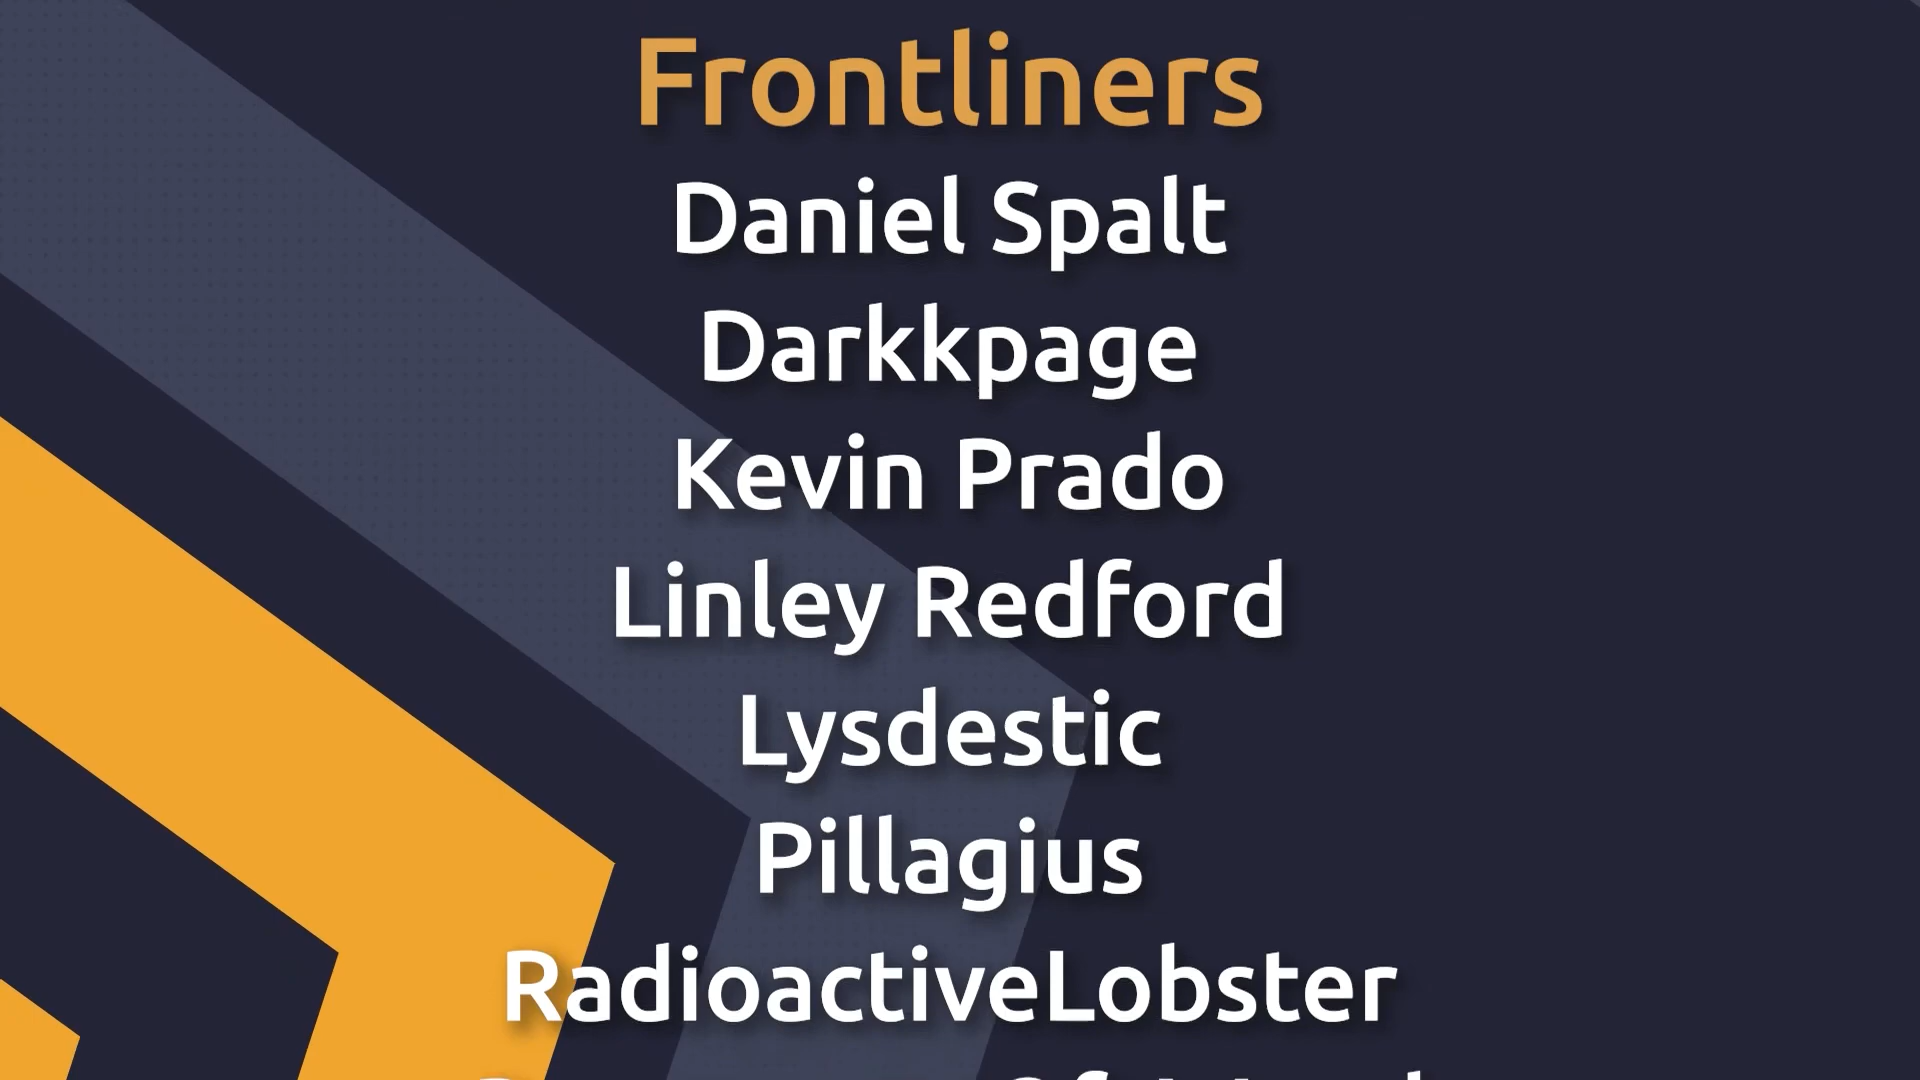 Frontliners
Daniel Spalt
Darkkpage
Kevin Prado
Linley Redford
Lysdestic
Pillagius
RadioactiveLobster